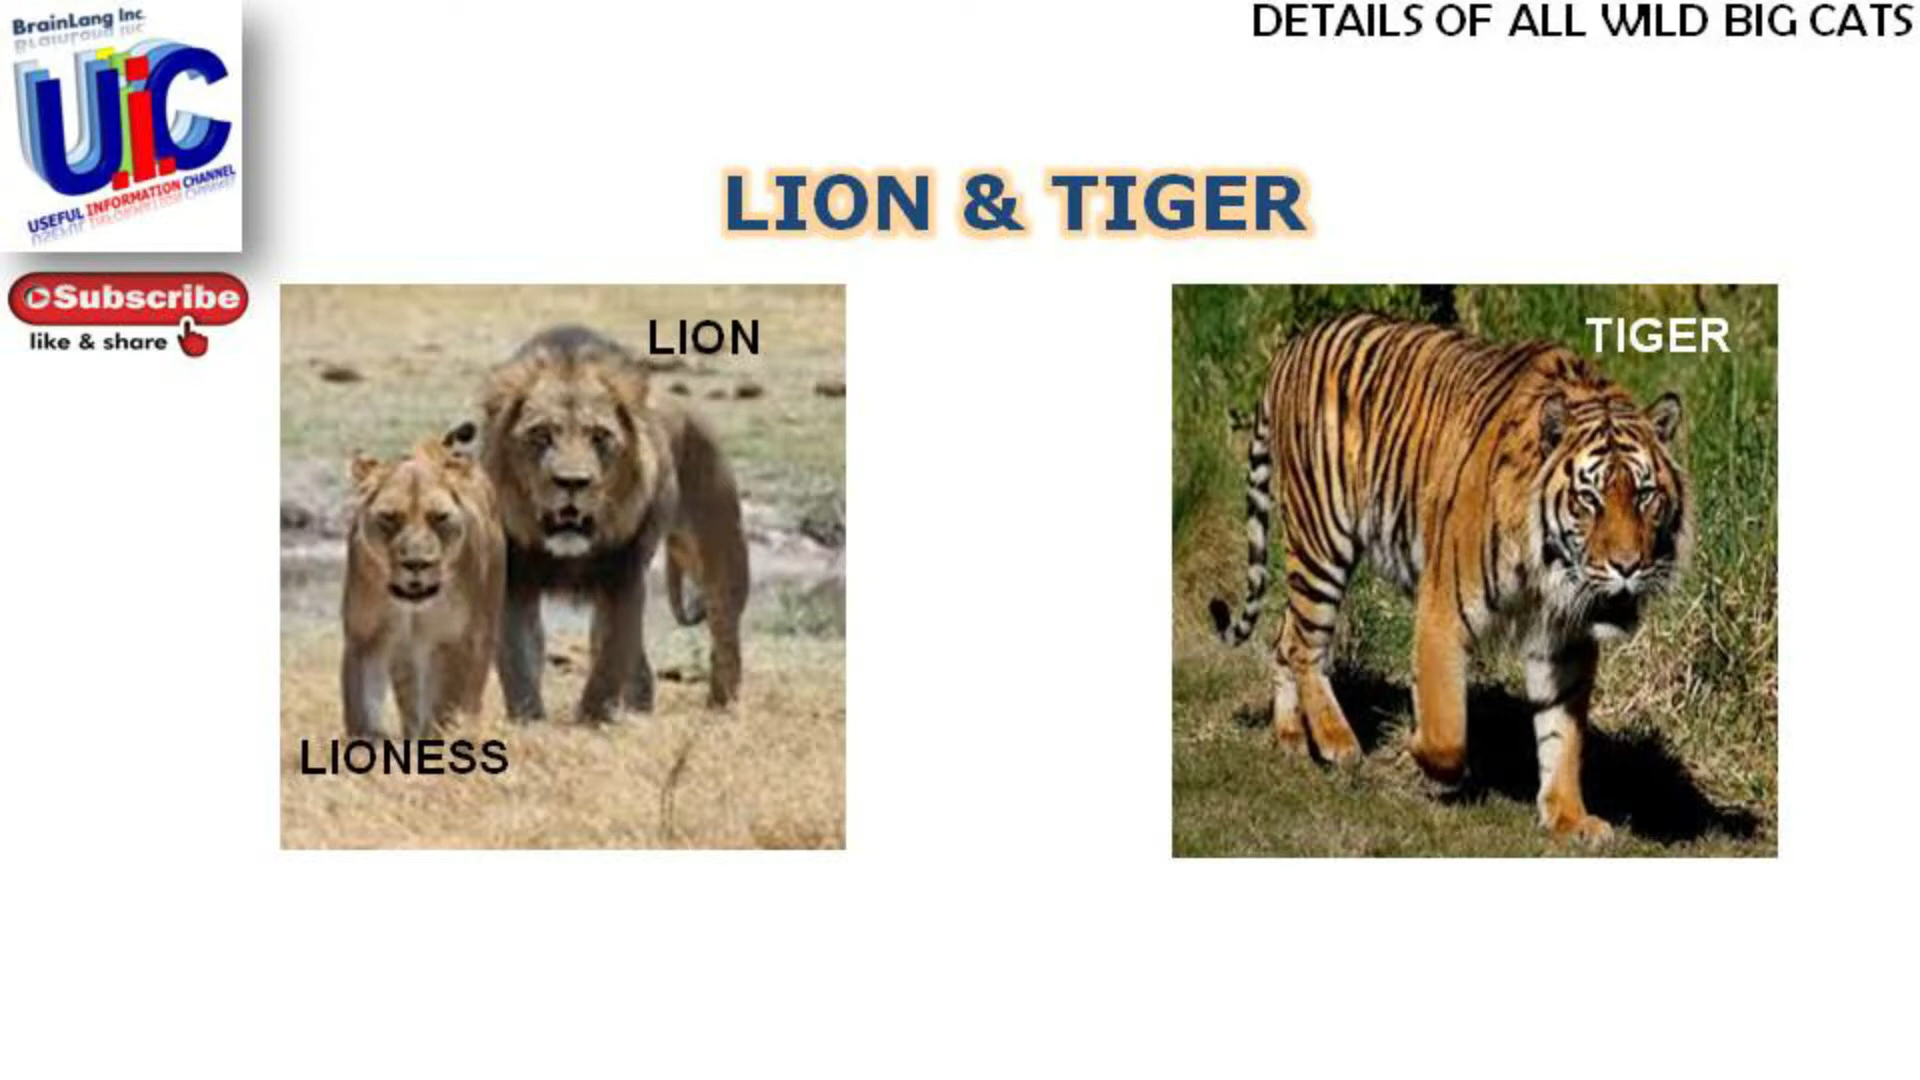 BrainLang Inc
DETAILS OF ALL WILD BIG CATS
U.i.C
USEFUL INFORMATION CHANNEL
LION & TIGER
Subscribe
like & share
LION
TIGER
LIONESS